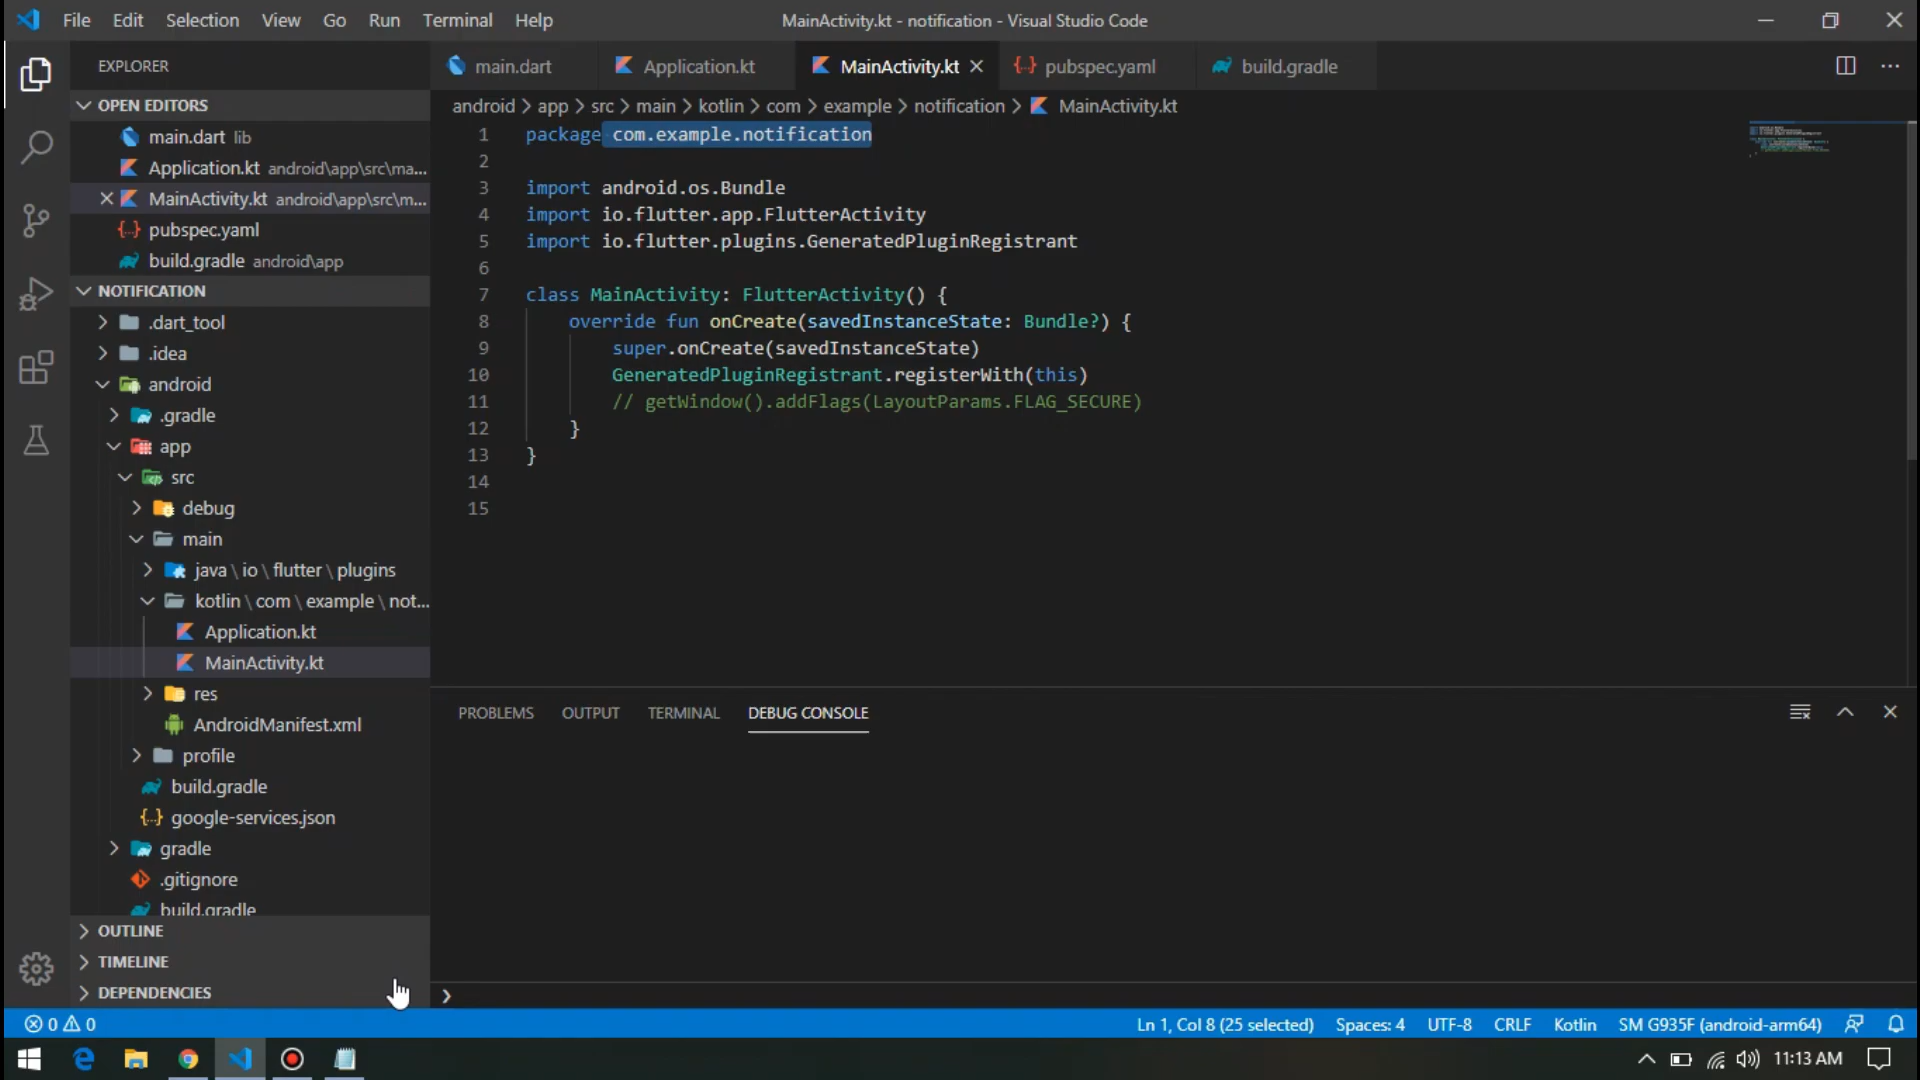 File Edit Selection View Go Run Terminal Help
MainActivity.kt - notification - Visual Studio Code
EXPLORER
OPEN EDITORS
main.dart lib
Application.kt android\app\src\ma...
MainActivity.kt android\app\src\m...
{..} pubspec.yaml
build.gradle android\app
NOTIFICATION
.dart_tool
.idea
android
.gradle
app
src
debug
main
java \ io \ flutter \ plugins
kotlin \ com \ example \ not...
Application.kt
MainActivity.kt
res
AndroidManifest.xml
profile
build.gradle
{..} google-services.json
gradle
.gitignore
build.gradle
OUTLINE
TIMELINE
DEPENDENCIES
main.dart
Application.kt
MainActivity.kt
{..} pubspec.yaml
build.gradle
android > app > src > main > kotlin > com > example > notification > MainActivity.kt
1 package com.example.notification
2
3 import android.os.Bundle
4 import io.flutter.app.FlutterActivity
5 import io.flutter.plugins.GeneratedPluginRegistrant
6
7 class MainActivity: FlutterActivity() {
8 override fun onCreate(savedInstanceState: Bundle?) {
9 super.onCreate(savedInstanceState)
10 GeneratedPluginRegistrant.registerWith(this)
11 // getWindow().addFlags(LayoutParams.FLAG_SECURE)
12 }
13 }
14
15
PROBLEMS OUTPUT TERMINAL DEBUG CONSOLE
0 0
Ln 1, Col 8 (25 selected) Spaces: 4 UTF-8 CRLF Kotlin SM G935F (android-arm64)
11:13 AM